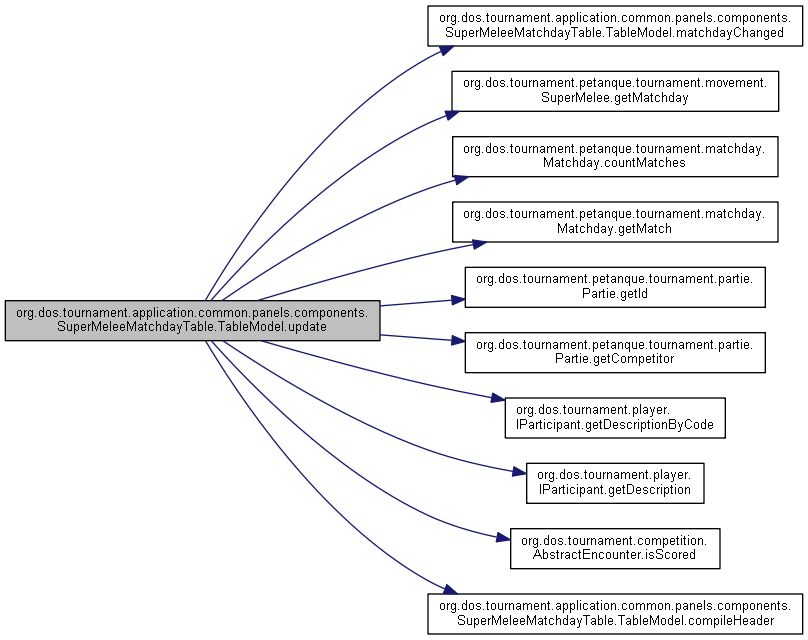 org.dos.tournament.application.common.panels.components.
SuperMeleeMatchdayTable.TableModel.matchdayChanged
org.dos.tournament.petanque.tournament.movement.
SuperMelee.getMatchday
org.dos.tournament.petanque.tournament.matchday.
Matchday.countMatches
org.dos.tournament.petanque.tournament.matchday.
Matchday.getMatch
org.dos.tournament.petanque.tournament.partie.
Partie.getId
org.dos.tournament.application.common.panels.components.
SuperMeleeMatchdayTable.TableModel.update
org.dos.tournament.petanque.tournament.partie.
Partie.getCompetitor
org.dos.tournament.player.
IParticipant.getDescriptionByCode
org.dos.tournament.player.
IParticipant.getDescription
org.dos.tournament.competition.
AbstractEncounter.isScored
org.dos.tournament.application.common.panels.components.
SuperMeleeMatchdayTable.TableModel.compileHeader